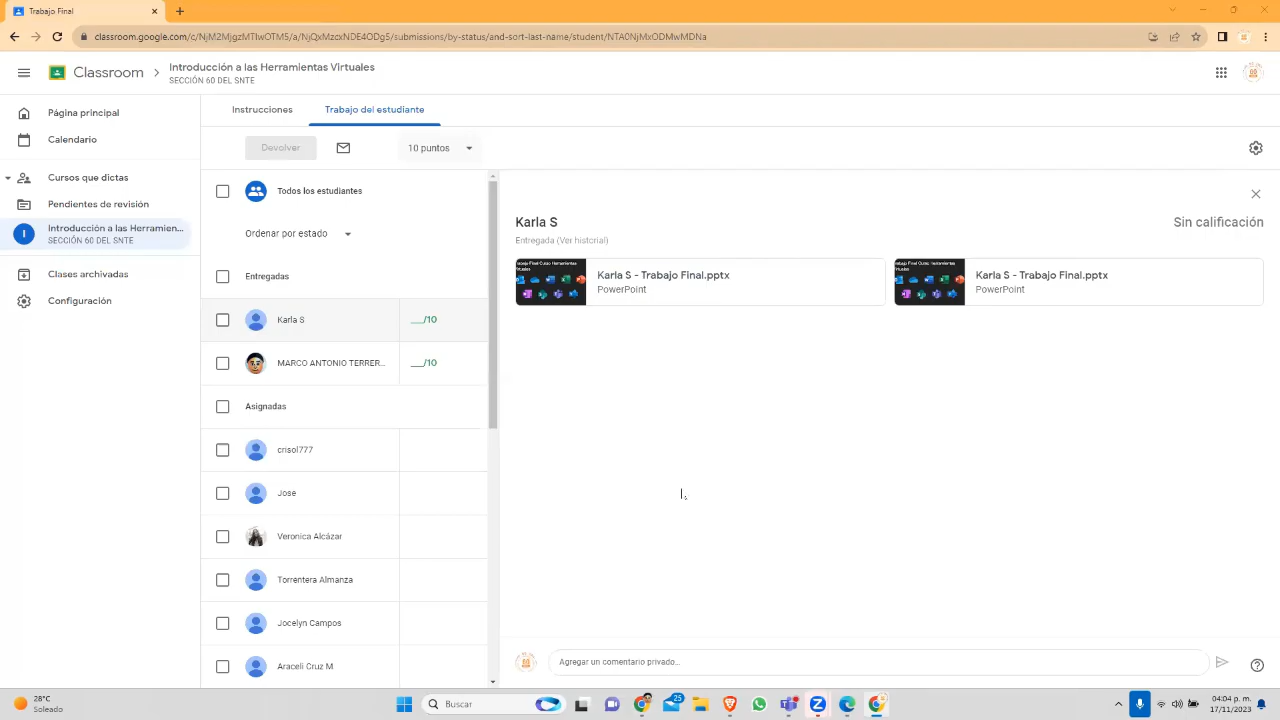 Trabajo Final
classroom.google.com/c/NjM2MjgzMTIwOTM5/a/NjQxMzcxNDE4ODg5/submissions/by-status/and-sort-last-name/student/NTA0NjMxODMwMDNa
Classroom
Introducción a las Herramientas Virtuales
SECCIÓN 60 DEL SNTE
Página principal
Calendario
Cursos que dictas
Pendientes de revisión
I
Introducción a las Herramien...
SECCIÓN 60 DEL SNTE
Clases archivadas
Configuración
Instrucciones
Trabajo del estudiante
Devolver
10 puntos
Todos los estudiantes
Ordenar por estado
Entregadas
Karla S
___/10
MARCO ANTONIO TERRER...
___/10
Asignadas
crisol777
Jose
Veronica Alcázar
Torrentera Almanza
Jocelyn Campos
Araceli Cruz M
Karla S
Sin calificación
Entregada (Ver historial)
Karla S - Trabajo Final.pptx
PowerPoint
Karla S - Trabajo Final.pptx
PowerPoint
Agregar un comentario privado...
28°C
Soleado
Buscar
25
04:04 p. m.
17/11/2023